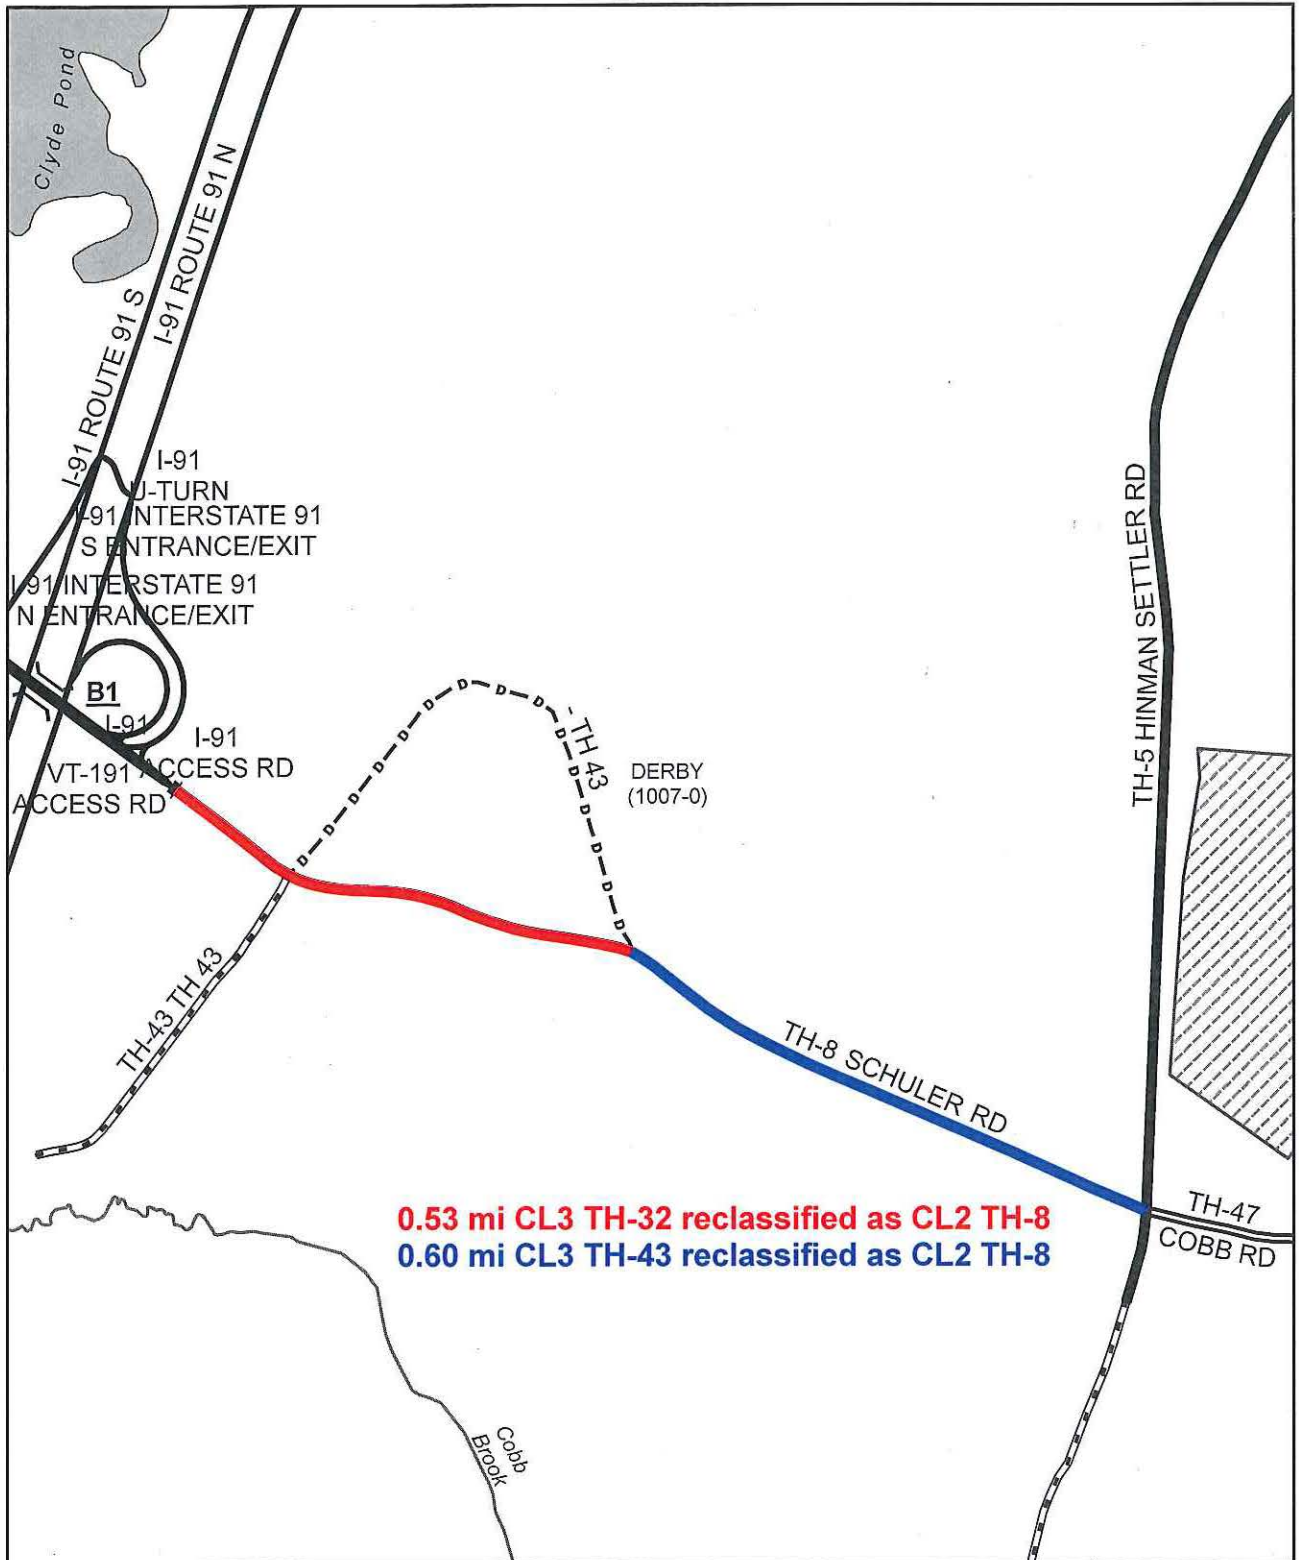 Clyde Pond
I-91 ROUTE 91 S
I-91 ROUTE 91 N
I-91
U-TURN
I-91 INTERSTATE 91
S ENTRANCE/EXIT
I-91 INTERSTATE 91
N ENTRANCE/EXIT
B1
I-91
I-91
ACCESS RD
VT-191
ACCESS RD
D D D D D D D D D D D D D
- TH 43
DERBY
(1007-0)
TH-5 HINMAN SETTLER RD
TH-43 TH 43
TH-8 SCHULER RD
0.53 mi CL3 TH-32 reclassified as CL2 TH-8
0.60 mi CL3 TH-43 reclassified as CL2 TH-8
TH-47
COBB RD
Cobb
Brook